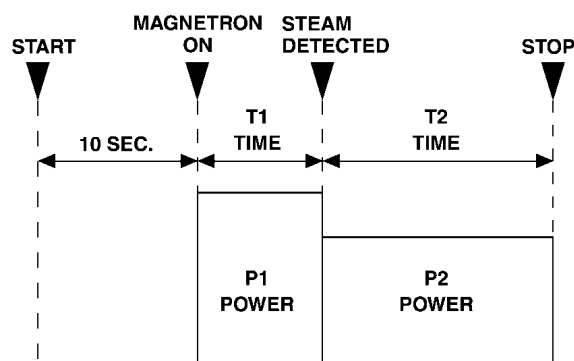 START
MAGNETRON
ON
STEAM
DETECTED
STOP
10 SEC.
T1
TIME
T2
TIME
P1
POWER
P2
POWER